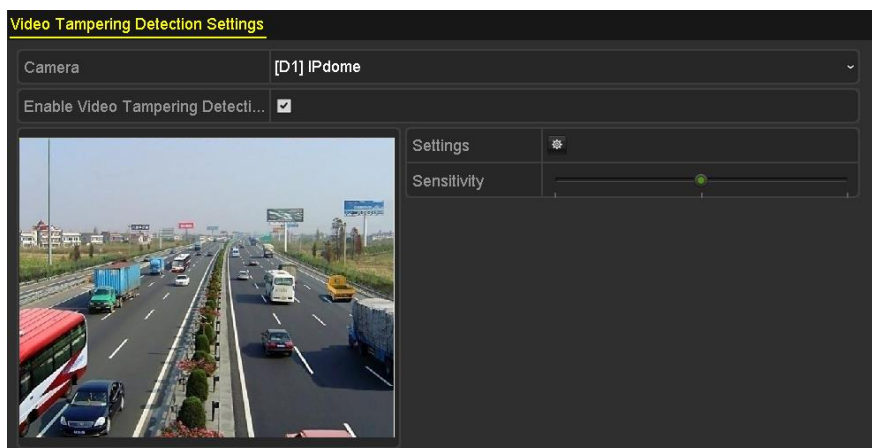 Video Tampering Detection Settings
Camera [D1] IPdome
Enable Video Tampering Detecti...
Settings
Sensitivity